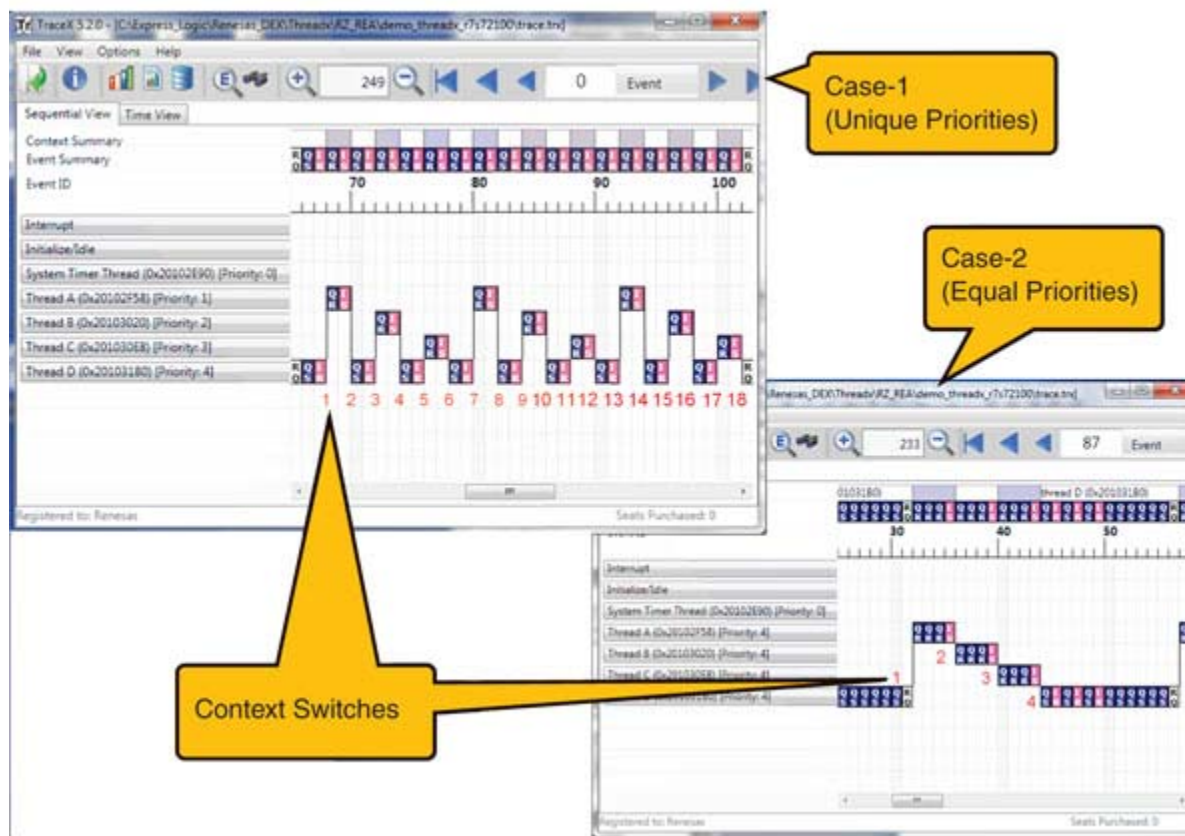 TraceX 5.2.0 - [C:\Express_Logic\Renesas_DEX\Threadx\RZ_REA\demo_threadx_r7s72100\trace.trx]
File View Options Help
249
0
Event
Sequential View Time View
Context Summary
Event Summary
Event ID
70 80 90 100
Interrupt
Initialize/Idle
System Timer Thread (0x20102E90) [Priority: 0]
Thread A (0x20102F58) [Priority: 1]
Thread B (0x20103020) [Priority: 2]
Thread C (0x201030E8) [Priority: 3]
Thread D (0x201031B0) [Priority: 4]
1 2 3 4 5 6 7 8 9 10 11 12 13 14 15 16 17 18
Registered to: Renesas
Seats Purchased: 0
Case-1
(Unique Priorities)
Case-2
(Equal Priorities)
\Renesas_DEX\Threadx\RZ_REA\demo_threadx_r7s72100\trace.trx]
233
87
Event
01031B0)
thread D (0x201031B0)
30 40 50
Interrupt
Initialize/Idle
System Timer Thread (0x20102E90) [Priority: 0]
Thread A (0x20102F58) [Priority: 4]
Thread B (0x20103020) [Priority: 4]
Thread C (0x201030E8) [Priority: 4]
1 2 3 4
Context Switches
Registered to: Renesas
Seats Purchased: 0